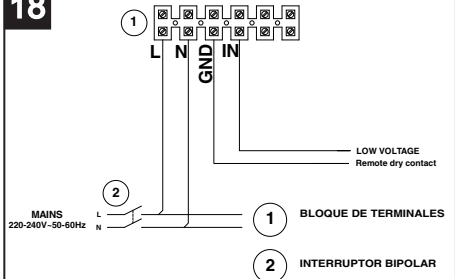 18
1
L N GND IN
LOW VOLTAGE
Remote dry contact
2
MAINS
220-240V~50-60Hz
L
N
1 BLOQUE DE TERMINALES
2 INTERRUPTOR BIPOLAR